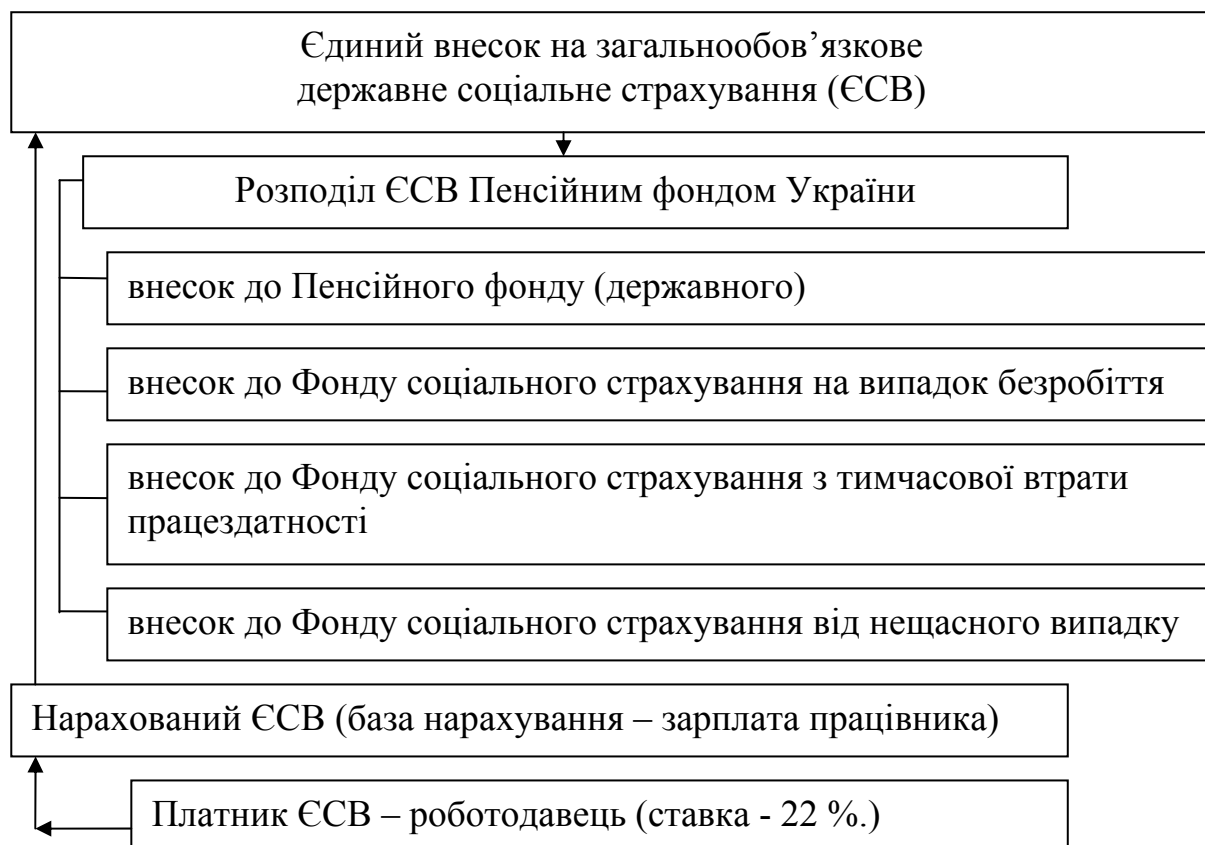 Єдиний внесок на загальнообов’язкове
державне соціальне страхування (ЄСВ)
Розподіл ЄСВ Пенсійним фондом України
внесок до Пенсійного фонду (державного)
внесок до Фонду соціального страхування на випадок безробіття
внесок до Фонду соціального страхування з тимчасової втрати
працездатності
внесок до Фонду соціального страхування від нещасного випадку
Нарахований ЄСВ (база нарахування – зарплата працівника)
Платник ЄСВ – роботодавець (ставка - 22 %.)